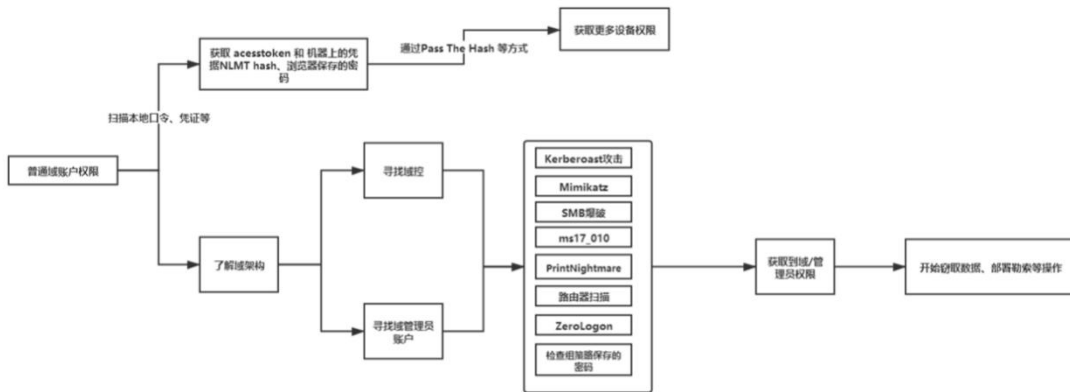 获取更多设备权限
通过Pass The Hash 等方式
获取 acesstoken 和 机器上的凭
据NLMT hash、浏览器保存的密
码
扫描本地口令、凭证等
普通域账户权限
寻找域控
了解域架构
寻找域管理员
账户
Kerberoast攻击
Mimikatz
SMB爆破
ms17_010
PrintNightmare
路由器扫描
ZeroLogon
检查组策略保存的
密码
获取到域/管
理员权限
开始窃取数据、部署勒索等操作